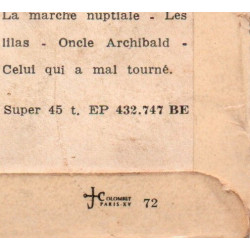 La marche nuptiale - Les
lilas - Oncle Archibald -
Celui qui a mal tourné.
Super 45 t. EP 432.747 BE
COLOMBET
PARIS. XV
72